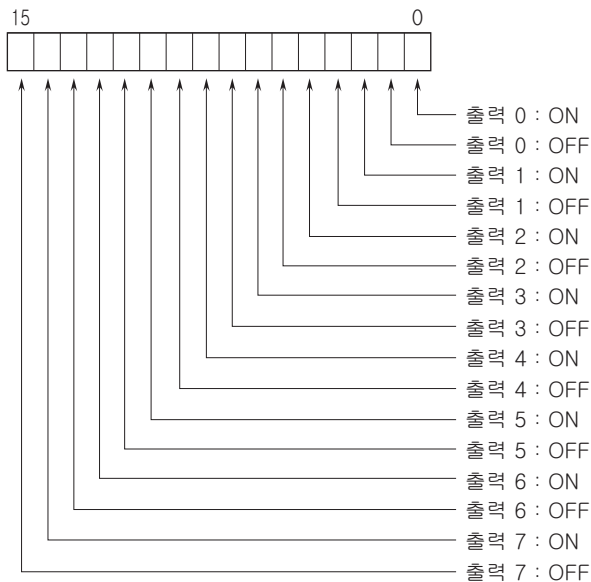 15 0
출력 0 : ON
출력 0 : OFF
출력 1 : ON
출력 1 : OFF
출력 2 : ON
출력 2 : OFF
출력 3 : ON
출력 3 : OFF
출력 4 : ON
출력 4 : OFF
출력 5 : ON
출력 5 : OFF
출력 6 : ON
출력 6 : OFF
출력 7 : ON
출력 7 : OFF